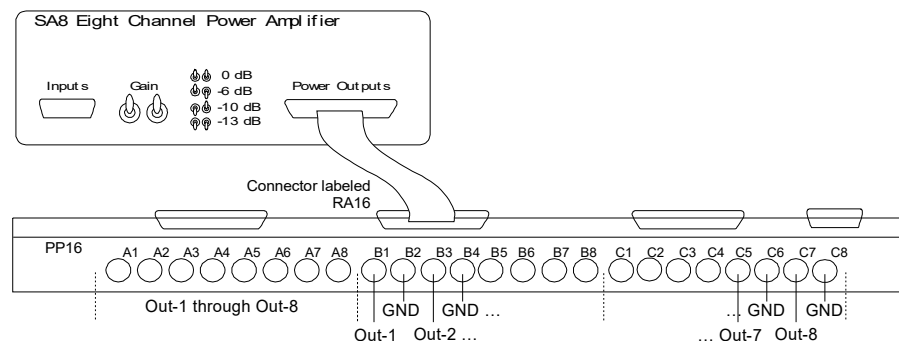 SA8 Eight Channel Power Amplifier
Inputs
Gain
0 dB
-6 dB
-10 dB
-13 dB
Power Outputs
Connector labeled
RA16
PP16
A1 A2 A3 A4 A5 A6 A7 A8 B1 B2 B3 B4 B5 B6 B7 B8 C1 C2 C3 C4 C5 C6 C7 C8
Out-1 through Out-8
GND GND ... ... GND GND
Out-1 Out-2 ... ... Out-7 Out-8